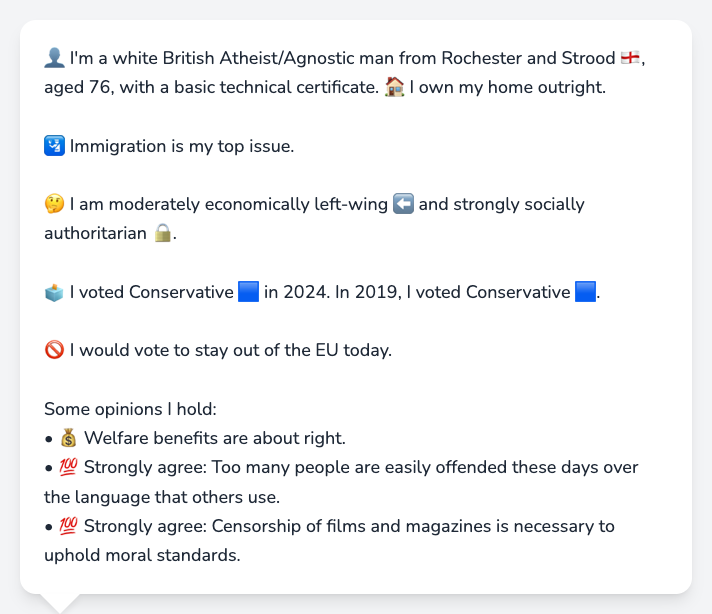 👤 I'm a white British Atheist/Agnostic man from Rochester and Strood 🏴󠁧󠁢󠁥󠁮󠁧󠁿,
aged 76, with a basic technical certificate. 🏠 I own my home outright.
🛂 Immigration is my top issue.
🤔 I am moderately economically left-wing ⬅️ and strongly socially
authoritarian 🔒.
🗳️ I voted Conservative 🟦 in 2024. In 2019, I voted Conservative 🟦.
🚫 I would vote to stay out of the EU today.
Some opinions I hold:
• 💰 Welfare benefits are about right.
• 💯 Strongly agree: Too many people are easily offended these days over
the language that others use.
• 💯 Strongly agree: Censorship of films and magazines is necessary to
uphold moral standards.